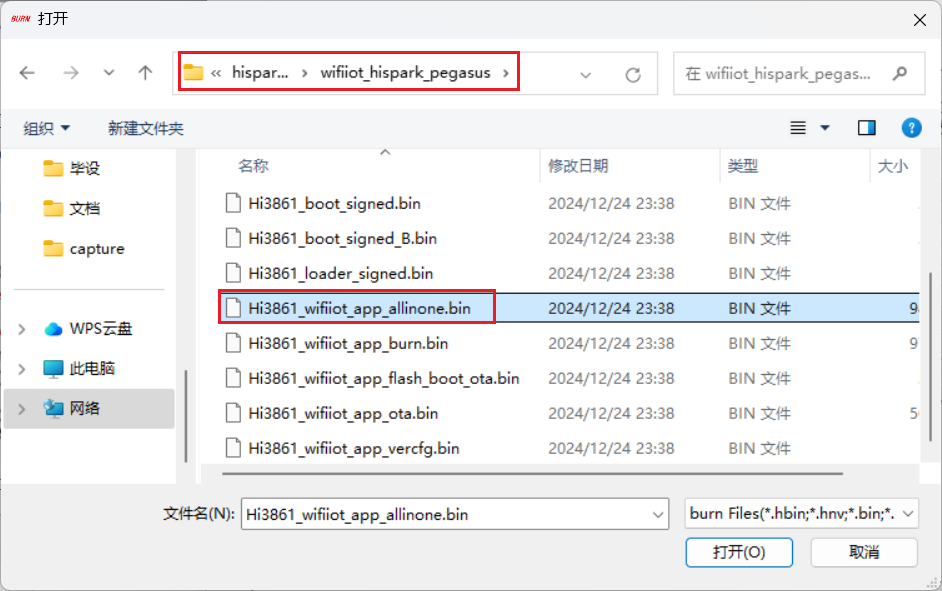 BURN 打开
« hispar... › wifiiot_hispark_pegasus ›
在 wifiiot_hispark_pegas...
组织 新建文件夹
?
毕设
文档
capture
WPS云盘
此电脑
网络
名称 修改日期 类型 大小
Hi3861_boot_signed.bin 2024/12/24 23:38 BIN 文件
Hi3861_boot_signed_B.bin 2024/12/24 23:38 BIN 文件
Hi3861_loader_signed.bin 2024/12/24 23:38 BIN 文件
Hi3861_wifiiot_app_allinone.bin 2024/12/24 23:38 BIN 文件
Hi3861_wifiiot_app_burn.bin 2024/12/24 23:38 BIN 文件
Hi3861_wifiiot_app_flash_boot_ota.bin 2024/12/24 23:38 BIN 文件
Hi3861_wifiiot_app_ota.bin 2024/12/24 23:38 BIN 文件
Hi3861_wifiiot_app_vercfg.bin 2024/12/24 23:38 BIN 文件
文件名(N): Hi3861_wifiiot_app_allinone.bin burn Files(*.hbin;*.hnv;*.bin;*.
打开(O) 取消